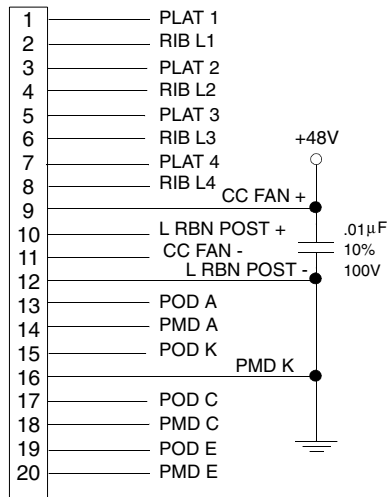 1 PLAT 1
2 RIB L1
3 PLAT 2
4 RIB L2
5 PLAT 3
6 RIB L3
+48V
7 PLAT 4
8 RIB L4
CC FAN +
9
10 L RBN POST +
.01µF
11 CC FAN -
10%
L RBN POST -
100V
12
13 POD A
14 PMD A
15 POD K
PMD K
16
17 POD C
18 PMD C
19 POD E
20 PMD E